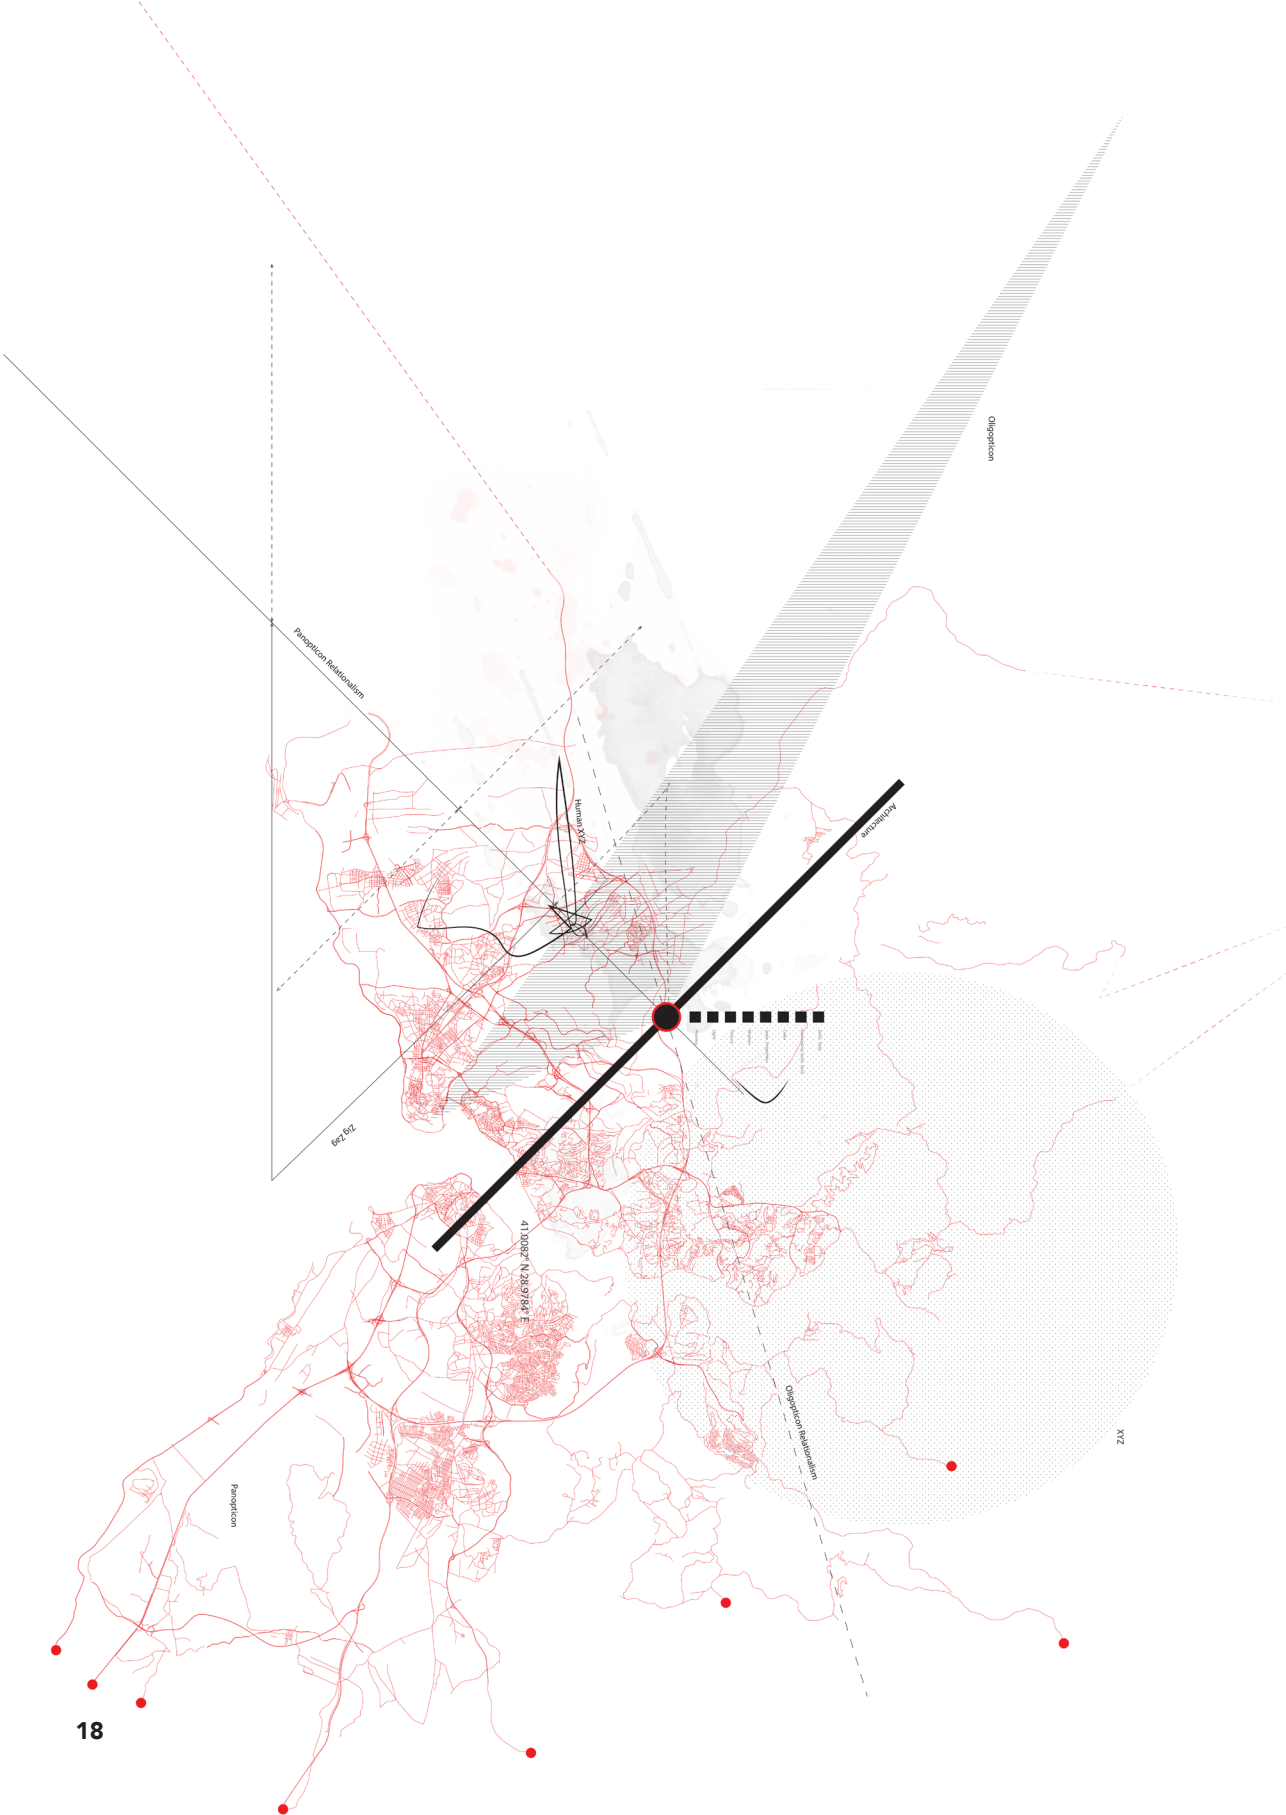 Oligopticon
Panopticon Relationalism
Human XYZ
Architecture
Zig Zag
41.0082° N 28.9784° E
Oligopticon Relationalism
XYZ
Panopticon
18